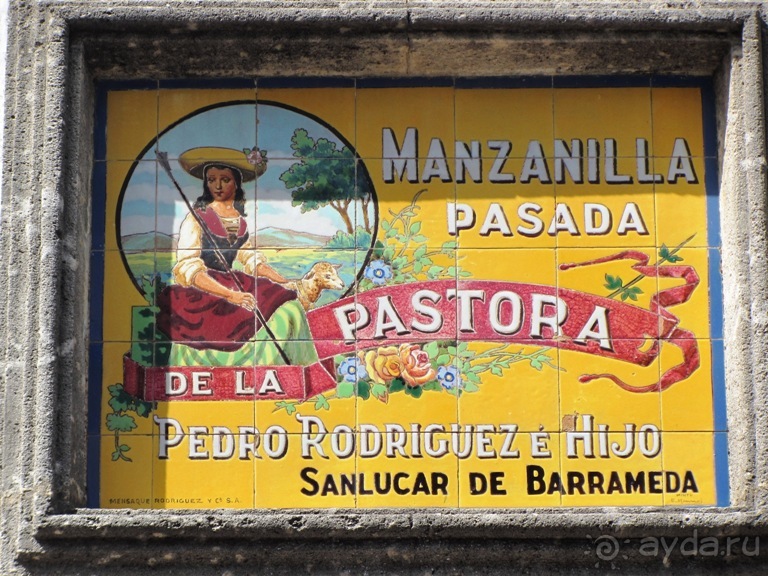 MANZANILLA
PASADA
DE LA PASTORA
PEDRO RODRIGUEZ É HIJO
SANLUCAR DE BARRAMEDA
MENSAQUE RODRIGUEZ Y Cª S.A.
ayda.ru